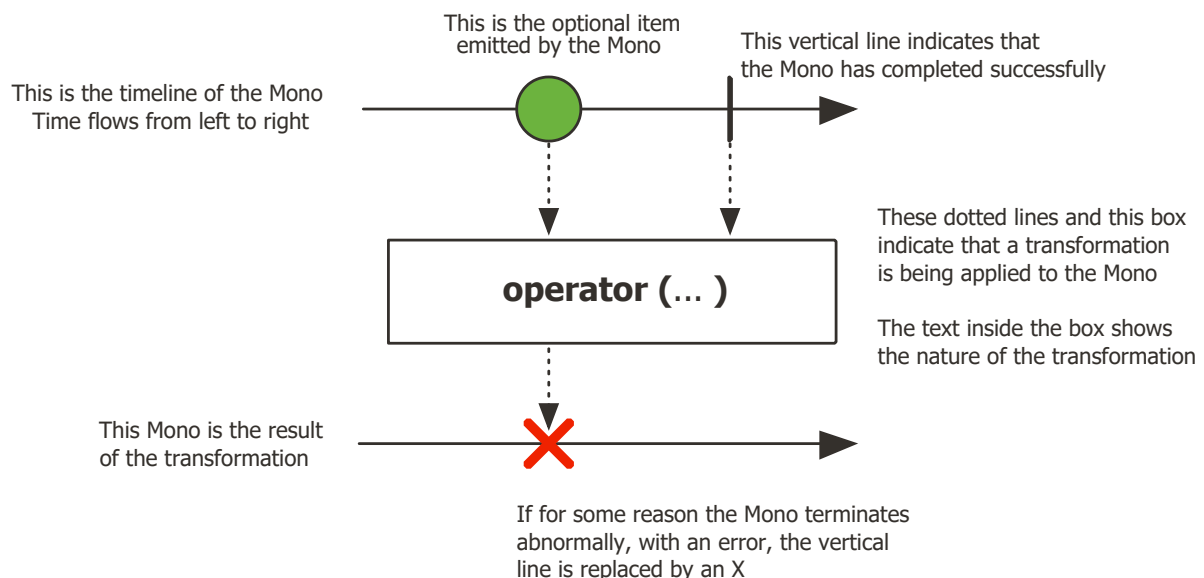 This is the optional item
emitted by the Mono
This vertical line indicates that
the Mono has completed successfully
This is the timeline of the Mono
Time flows from left to right
These dotted lines and this box
indicate that a transformation
is being applied to the Mono
operator (... )
The text inside the box shows
the nature of the transformation
This Mono is the result
of the transformation
If for some reason the Mono terminates
abnormally, with an error, the vertical
line is replaced by an X